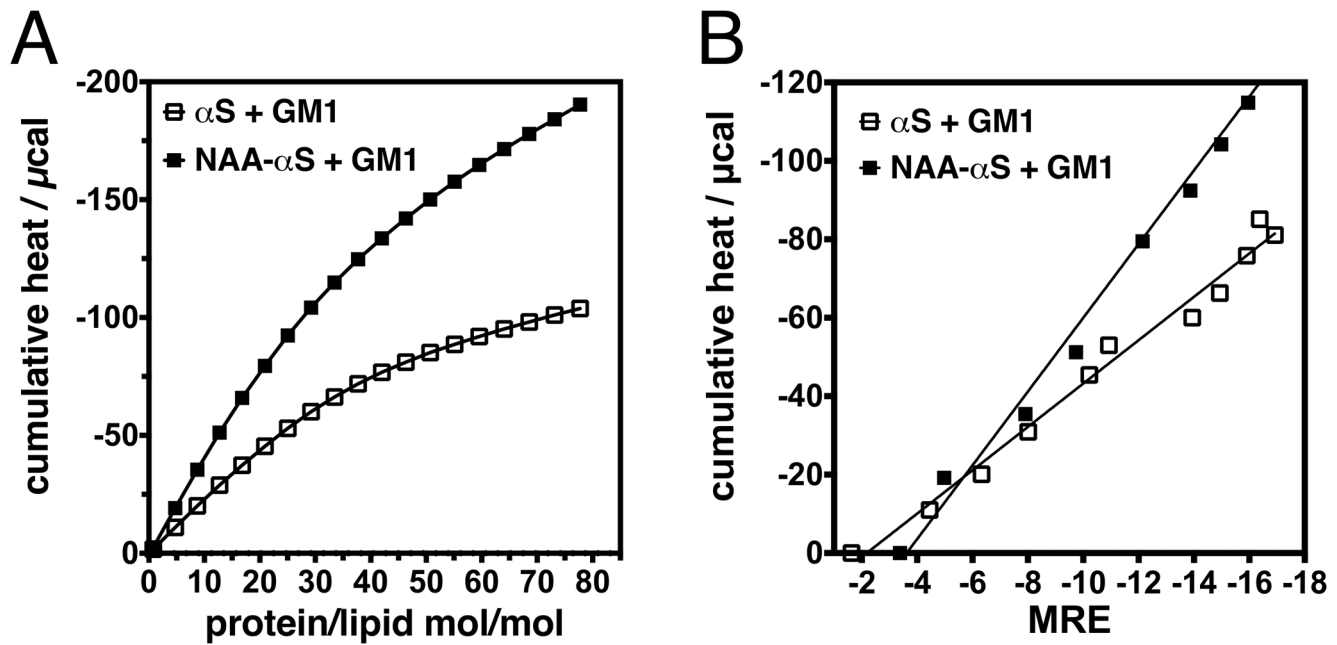 A
-200
-150
-100
-50
0
0 10 20 30 40 50 60 70 80
cumulative heat / µcal
protein/lipid mol/mol
αS + GM1
NAA-αS + GM1
B
-120
-100
-80
-60
-40
-20
0
-2 -4 -6 -8 -10 -12 -14 -16 -18
cumulative heat / µcal
MRE
αS + GM1
NAA-αS + GM1